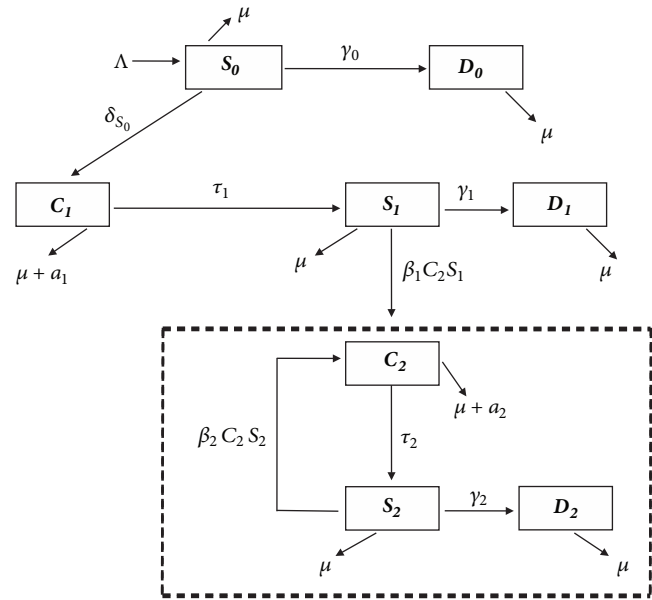 μ
Λ S₀ γ₀ D₀
δ_S₀ μ
C₁ τ₁ S₁ γ₁ D₁
μ + a₁ μ β₁C₂S₁ μ
C₂
μ + a₂
β₂ C₂ S₂ τ₂
S₂ γ₂ D₂
μ μ